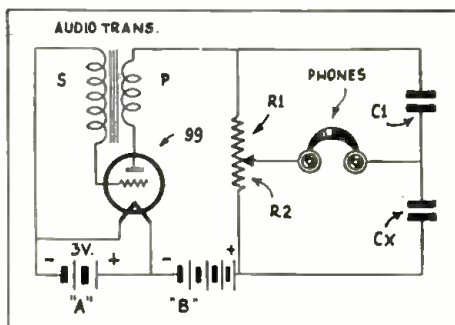 AUDIO TRANS.
S
P
99
R1
PHONES
C1
R2
CX
- 3V. +
"A"
- +
"B"